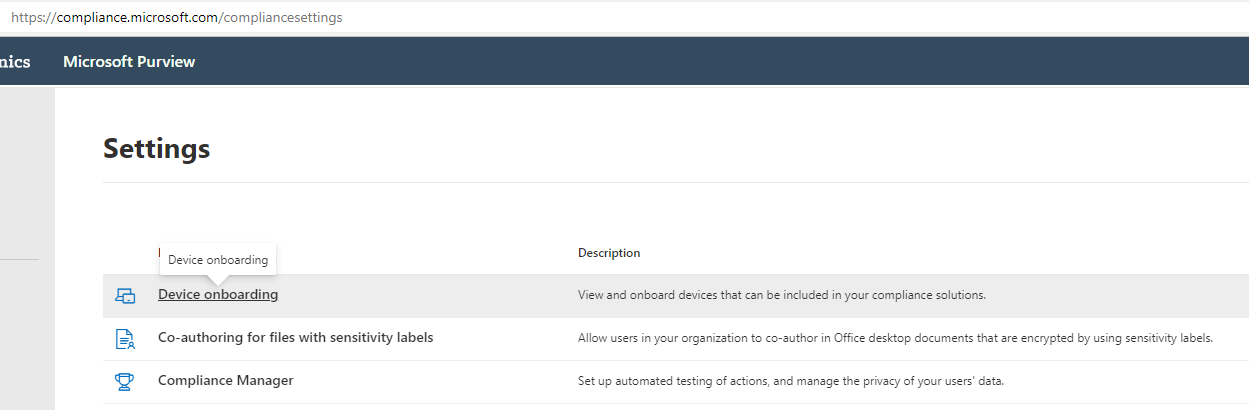 https://compliance.microsoft.com/compliancesettings
nics Microsoft Purview
Settings
Description
Device onboarding
Device onboarding View and onboard devices that can be included in your compliance solutions.
Co-authoring for files with sensitivity labels Allow users in your organization to co-author in Office desktop documents that are encrypted by using sensitivity labels.
Compliance Manager Set up automated testing of actions, and manage the privacy of your users' data.